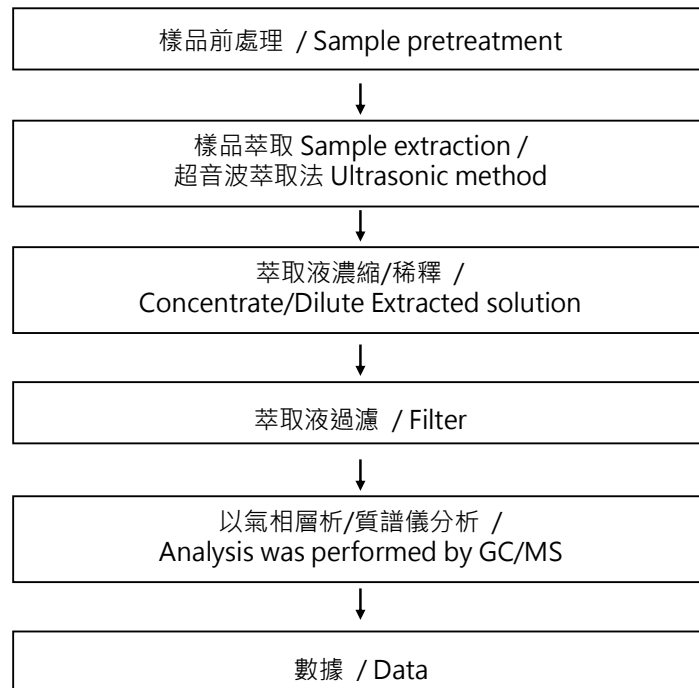 樣品前處理 / Sample pretreatment
樣品萃取 Sample extraction /
超音波萃取法 Ultrasonic method
萃取液濃縮/稀釋 /
Concentrate/Dilute Extracted solution
萃取液過濾 / Filter
以氣相層析/質譜儀分析 /
Analysis was performed by GC/MS
數據 / Data